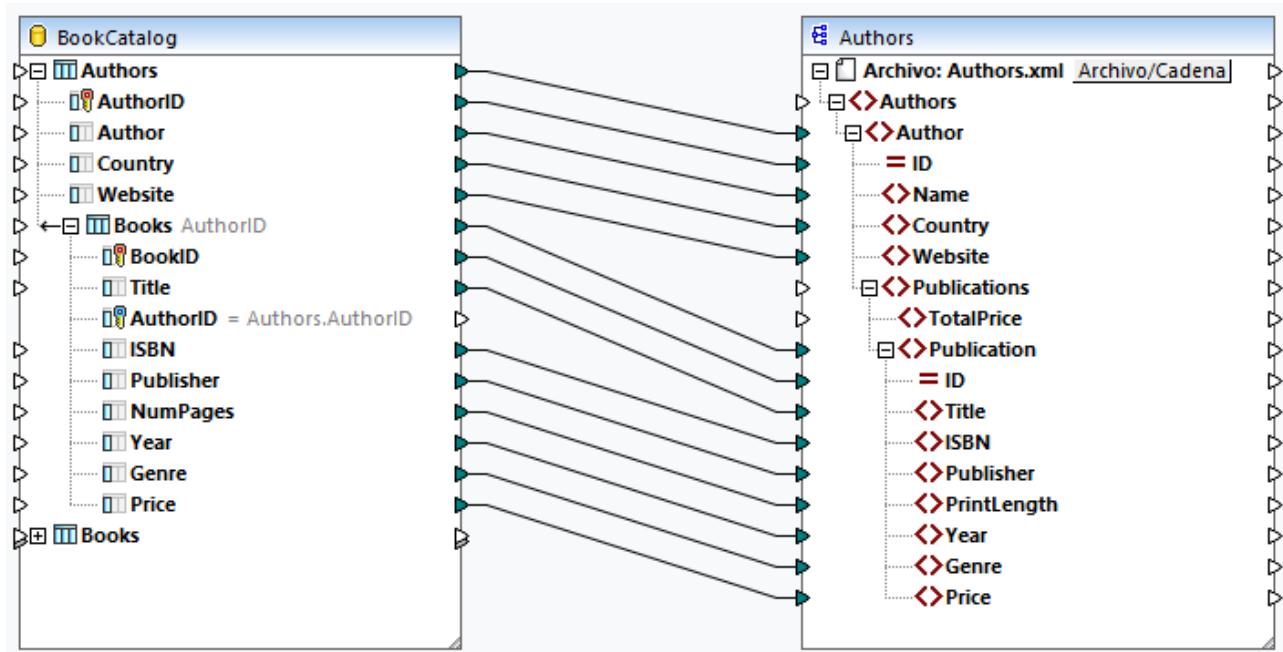 BookCatalog
Authors
AuthorID
Author
Country
Website
Books AuthorID
BookID
Title
AuthorID = Authors.AuthorID
ISBN
Publisher
NumPages
Year
Genre
Price
Books
Authors
Archivo: Authors.xml Archivo/Cadena
Authors
Author
= ID
Name
Country
Website
Publications
TotalPrice
Publication
= ID
Title
ISBN
Publisher
PrintLength
Year
Genre
Price